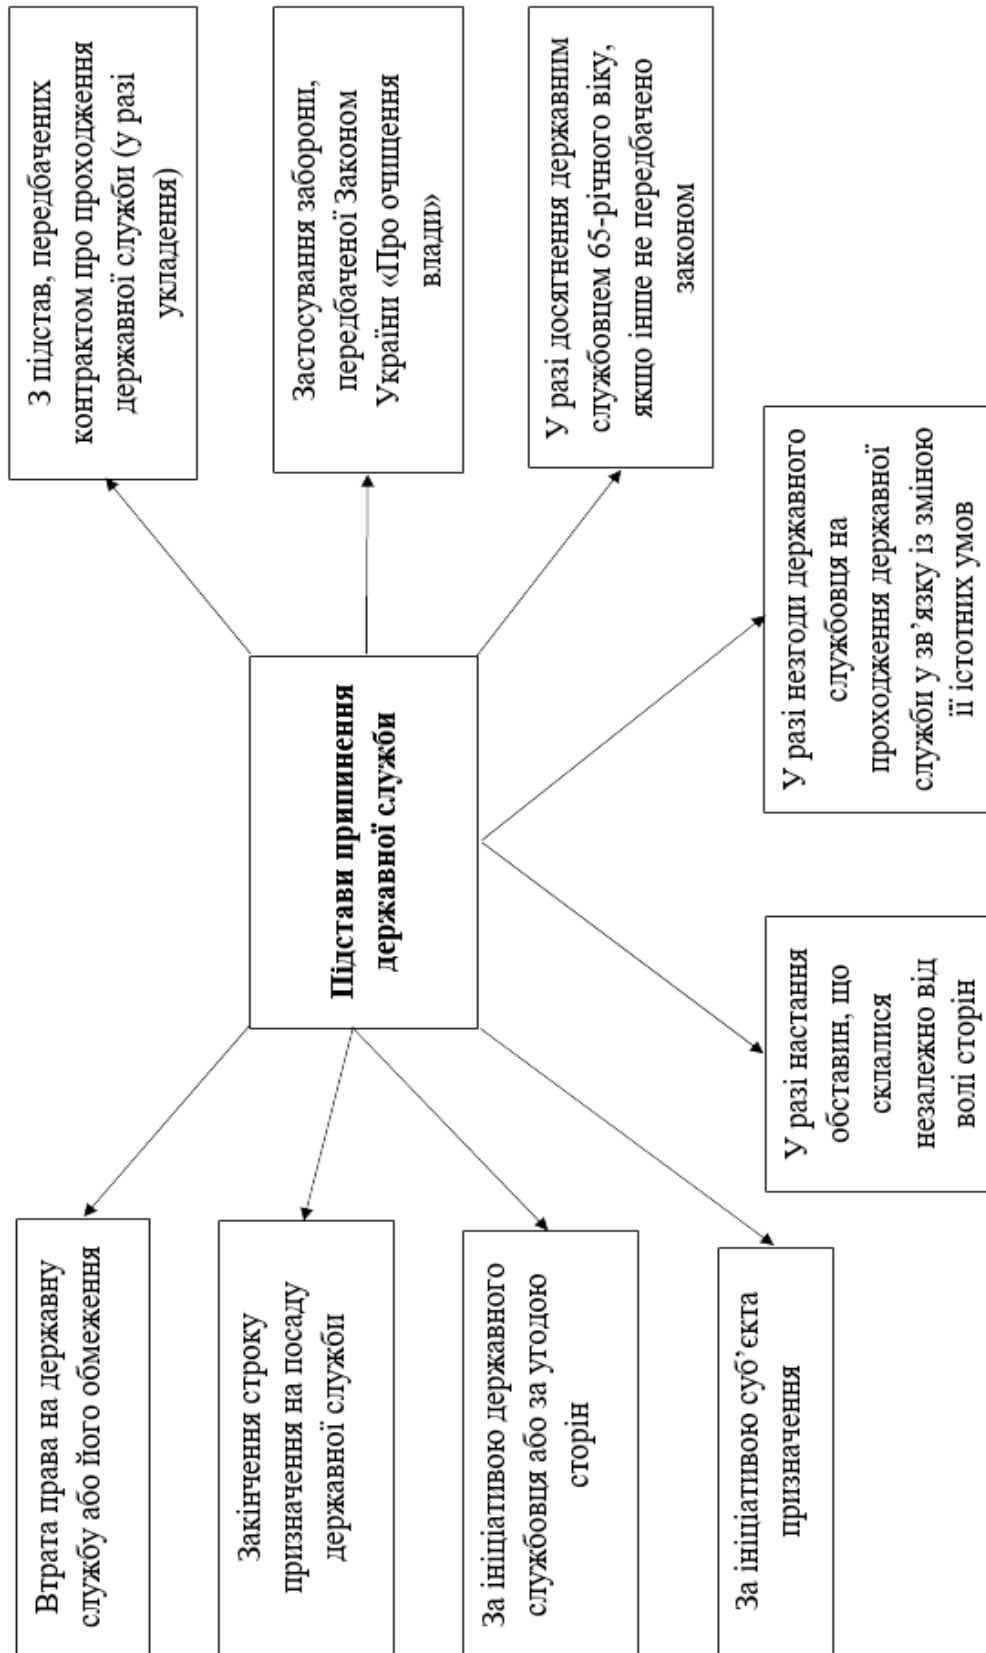 Втрата права на державну
службу або його обмеження
Закінчення строку
призначення на посаду
державної служби
За ініціативою державного
службовця або за угодою
сторін
За ініціативою суб’єкта
призначення
Підстави припинення
державної служби
З підстав, передбачених
контрактом про проходження
державної служби (у разі
укладення)
Застосування заборони,
передбаченої Законом
України «Про очищення
влади»
У разі досягнення державним
службовцем 65-річного віку,
якщо інше не передбачено
законом
У разі настання
обставин, що
склалися
незалежно від
волі сторін
У разі незгоди державного
службовця на
проходження державної
служби у зв’язку із зміною
її істотних умов